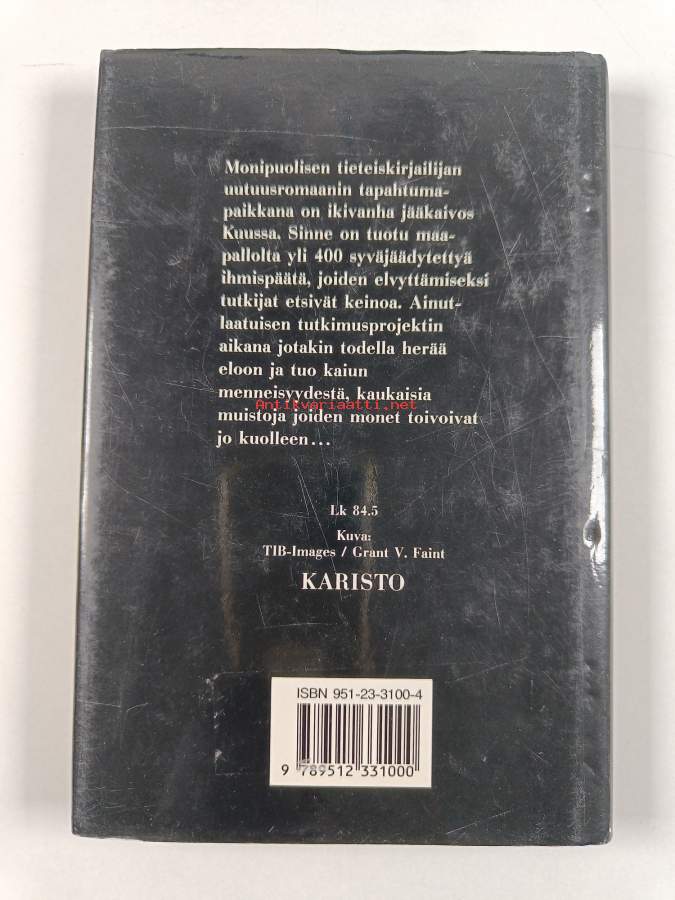 Monipuolisen tieteiskirjailijan
uutuusromaanin tapahtuma-
paikkana on ikivanha jääkaivos
Kuussa. Sinne on tuotu maa-
pallolta yli 400 syväjäädytettyä
ihmispäätä, joiden elvyttämiseksi
tutkijat etsivät keinoa. Ainut-
laatuisen tutkimusprojektin
aikana jotakin todella herää
eloon ja tuo kaiun
menneisyydestä, kaukaisia
Antikvariaatti.net
muistoja joiden monet toivoivat
jo kuolleen...
Lk 84.5
Kuva:
TIB-Images / Grant V. Faint
KARISTO
ISBN 951-23-3100-4
9 789512 331000